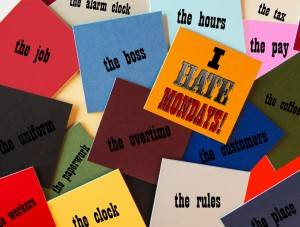 the alarm clock
the hours
the tax
the job
the boss
I
HATE
MONDAYS!
the pay
the coffee
the uniform
the paperwork
the overtime
the customers
the workers
the clock
the rules
the place